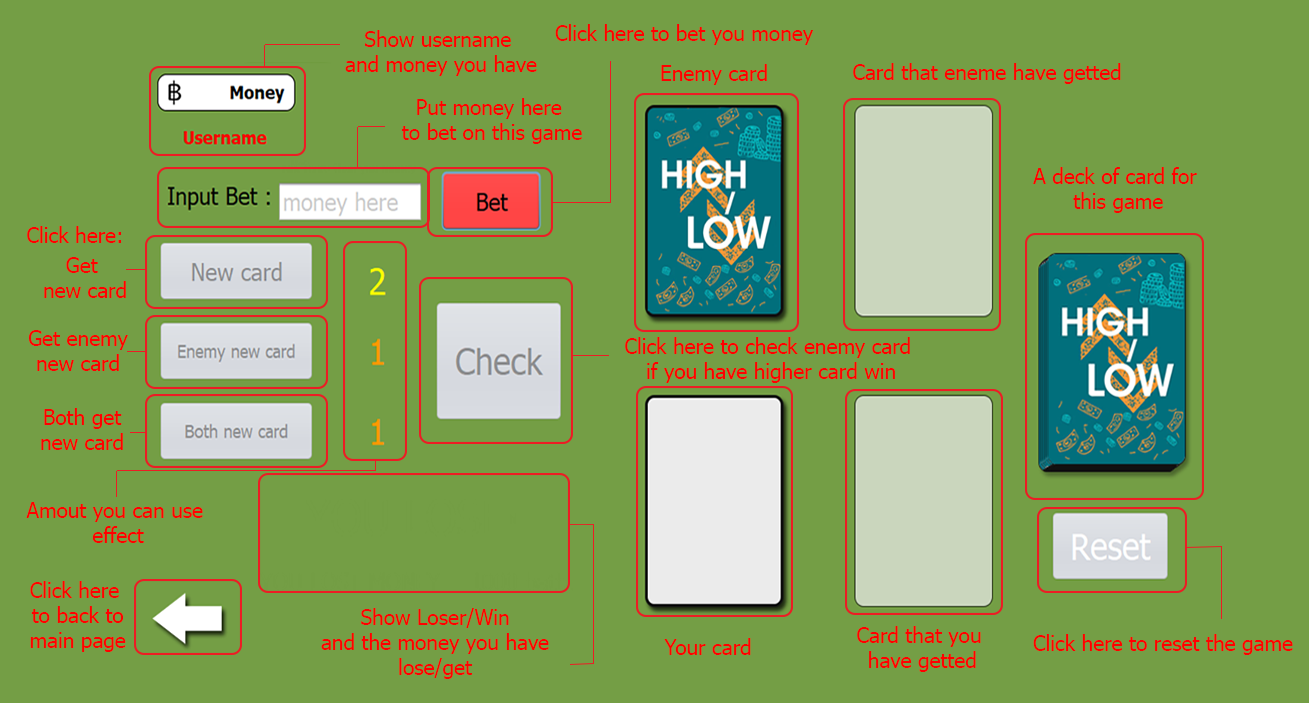 Show username
and money you have
฿ Money
Username
Click here to bet you money
Put money here
to bet on this game
Input Bet : money here
Bet
Enemy card
HIGH
/
LOW
Card that eneme have getted
A deck of card for
this game
HIGH
/
LOW
Click here:
Get
new card
New card
2
Get enemy
new card
Enemy new card
1
Both get
new card
Both new card
1
Check
Click here to check enemy card
if you have higher card win
Amout you can use
effect
Click here
to back to
main page
Show Loser/Win
and the money you have
lose/get
Your card
Card that you
have getted
Reset
Click here to reset the game